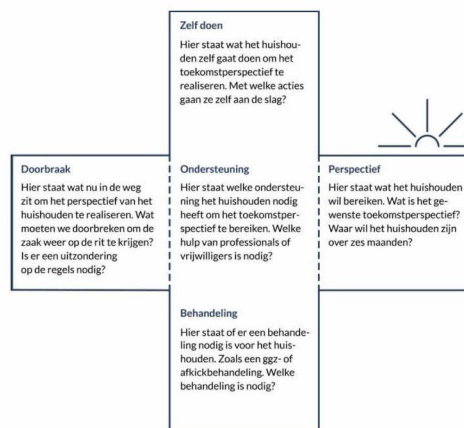 Zelf doen
Hier staat wat het huishou-
den zelf gaat doen om het
toekomstperspectief te
realiseren. Met welke acties
gaan ze zelf aan de slag?
Doorbraak
Hier staat wat nu in de weg
zit om het perspectief van het
huishouden te realiseren. Wat
moeten we doorbreken om de
zaak weer op de rit te krijgen?
Is er een uitzondering
op de regels nodig?
Ondersteuning
Hier staat welke ondersteu-
ning het huishouden nodig
heeft om het toekomstper-
spectief te bereiken. Welke
hulp van professionals of
vrijwilligers is nodig?
Perspectief
Hier staat wat het huishouden
wil bereiken. Wat is het ge-
wenste toekomstperspectief?
Waar wil het huishouden zijn
over zes maanden?
Behandeling
Hier staat of er een behande-
ling nodig is voor het huis-
houden. Zoals een ggz- of
afkickbehandeling. Welke
behandeling is nodig?